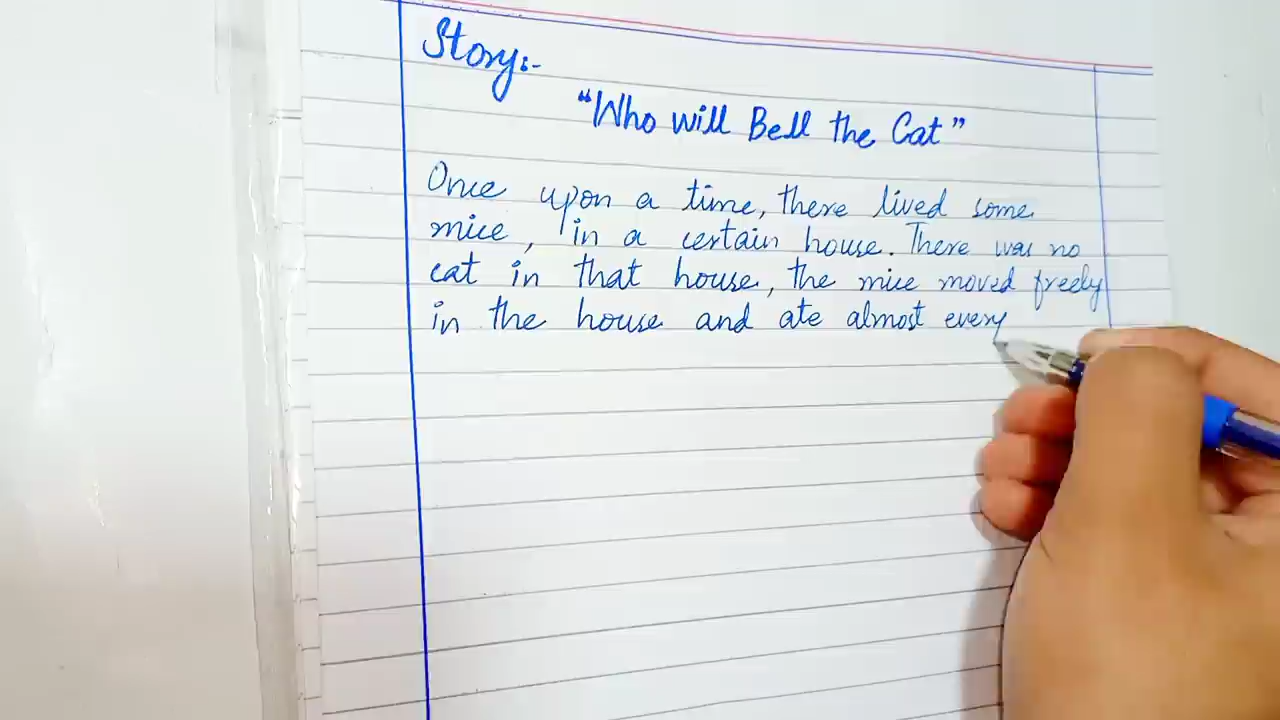 Story:-
"Who will Bell the Cat"
Once upon a time, there lived some
mice, in a certain house. There was no
cat in that house, the mice moved freely
in the house and ate almost every